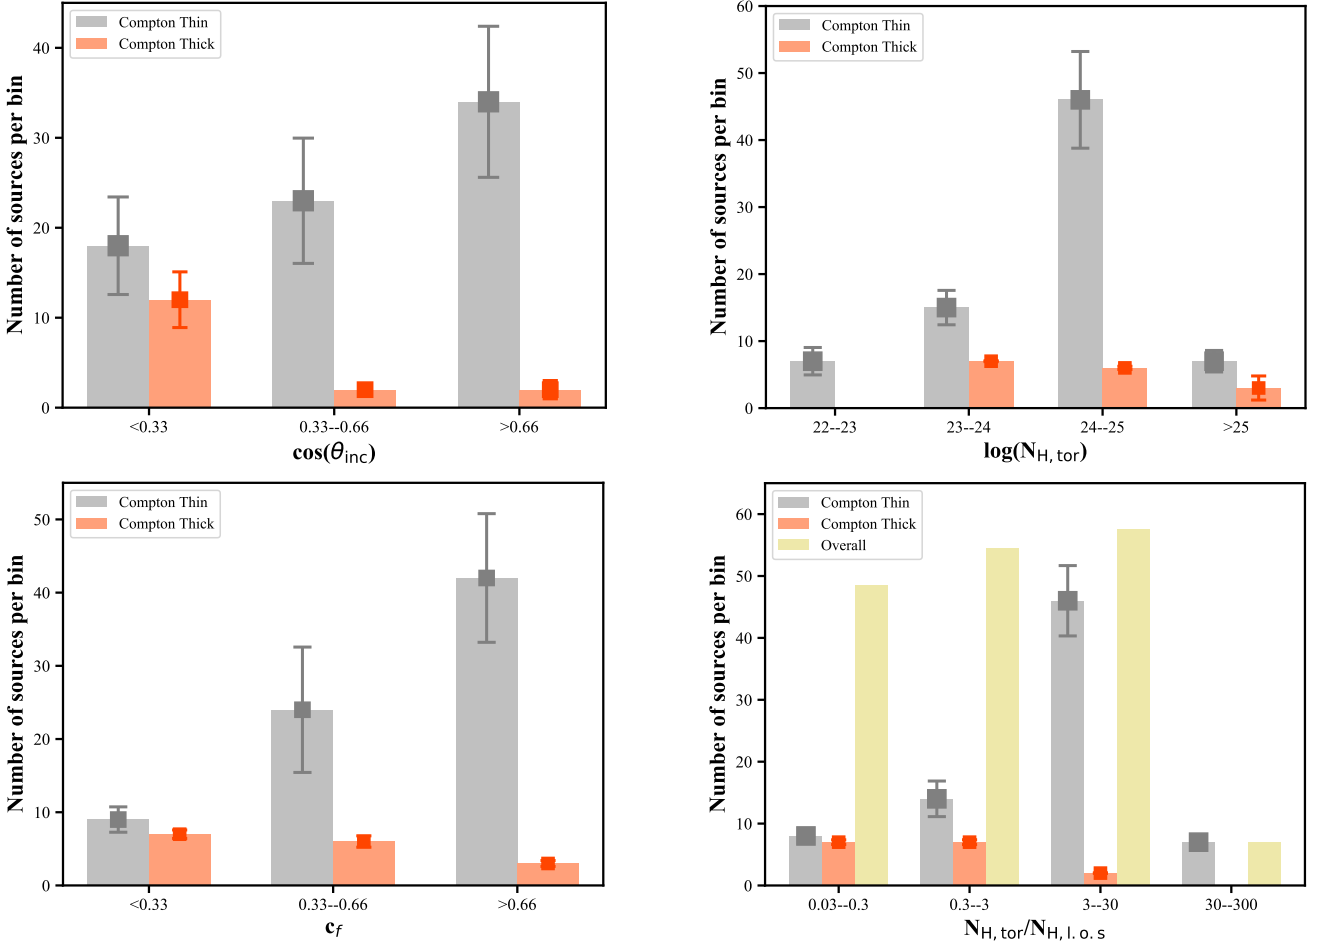 Number of sources per bin
Compton Thin
Compton Thick
40
30
20
10
0
<0.33
0.33--0.66
>0.66
cos(θinc)
Number of sources per bin
Compton Thin
Compton Thick
60
50
40
30
20
10
0
22--23
23--24
24--25
>25
log(NH, tor)
Number of sources per bin
Compton Thin
Compton Thick
50
40
30
20
10
0
<0.33
0.33--0.66
>0.66
cf
Number of sources per bin
Compton Thin
Compton Thick
Overall
60
50
40
30
20
10
0
0.03--0.3
0.3--3
3--30
30--300
NH, tor/NH, l. o. s